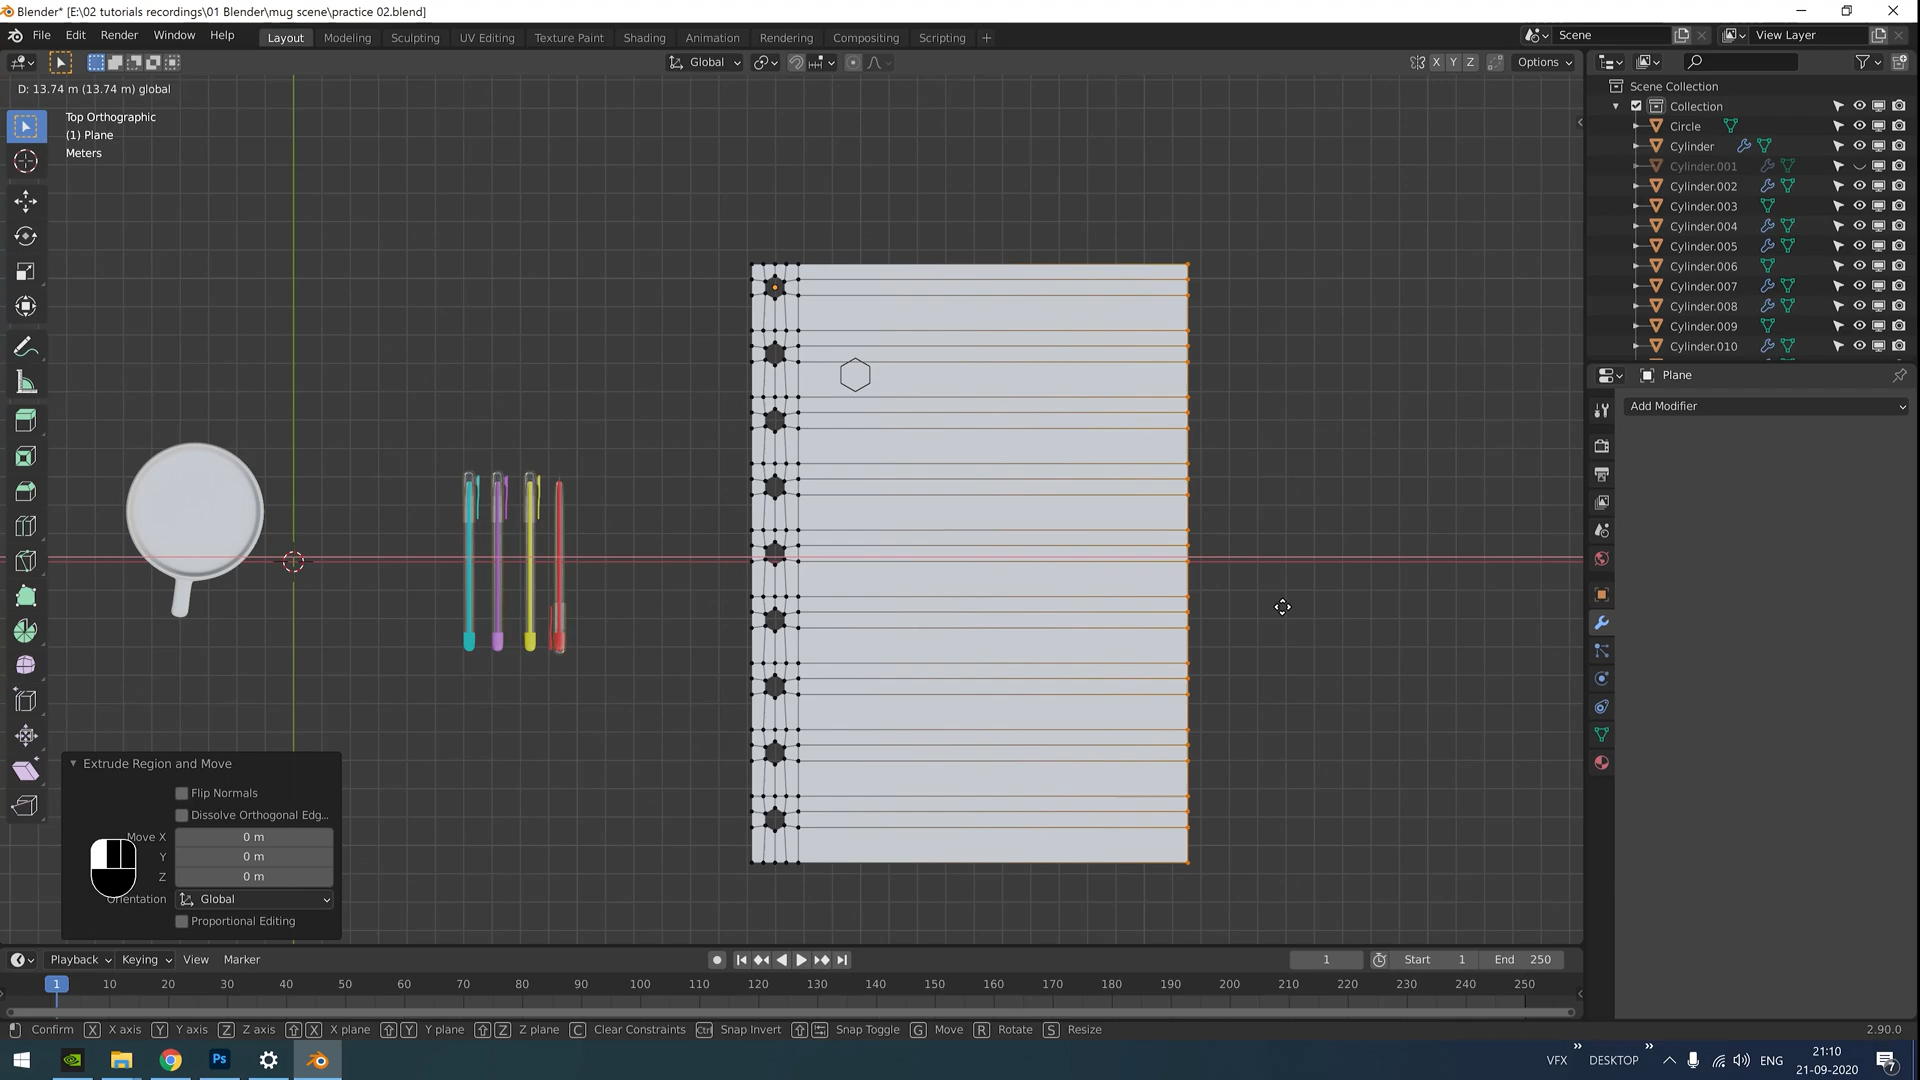 Blender* [E:\02 tutorials recordings\01 Blender\mug scene\practice 02.blend]
File Edit Render Window Help Layout Modeling Sculpting UV Editing Texture Paint Shading Animation Rendering Compositing Scripting + Scene View Layer
Global X Y Z Options
D: 13.74 m (13.74 m) global
Top Orthographic
(1) Plane
Meters
Scene Collection
Collection
Circle
Cylinder
Cylinder.001
Cylinder.002
Cylinder.003
Cylinder.004
Cylinder.005
Cylinder.006
Cylinder.007
Cylinder.008
Cylinder.009
Cylinder.010
Plane
Add Modifier
Extrude Region and Move
Flip Normals
Dissolve Orthogonal Edg...
Move X 0 m
Y 0 m
Z 0 m
Orientation Global
Proportional Editing
Playback Keying View Marker 1 Start 1 End 250
1 10 20 30 40 50 60 70 80 90 100 110 120 130 140 150 160 170 180 190 200 210 220 230 240 250
Confirm X X axis Y Y axis Z Z axis X X plane Y Y plane Z Z plane C Clear Constraints Ctrl Snap Invert Snap Toggle G Move R Rotate S Resize 2.90.0
Ps VFX » DESKTOP » ENG 21:10
21-09-2020 7